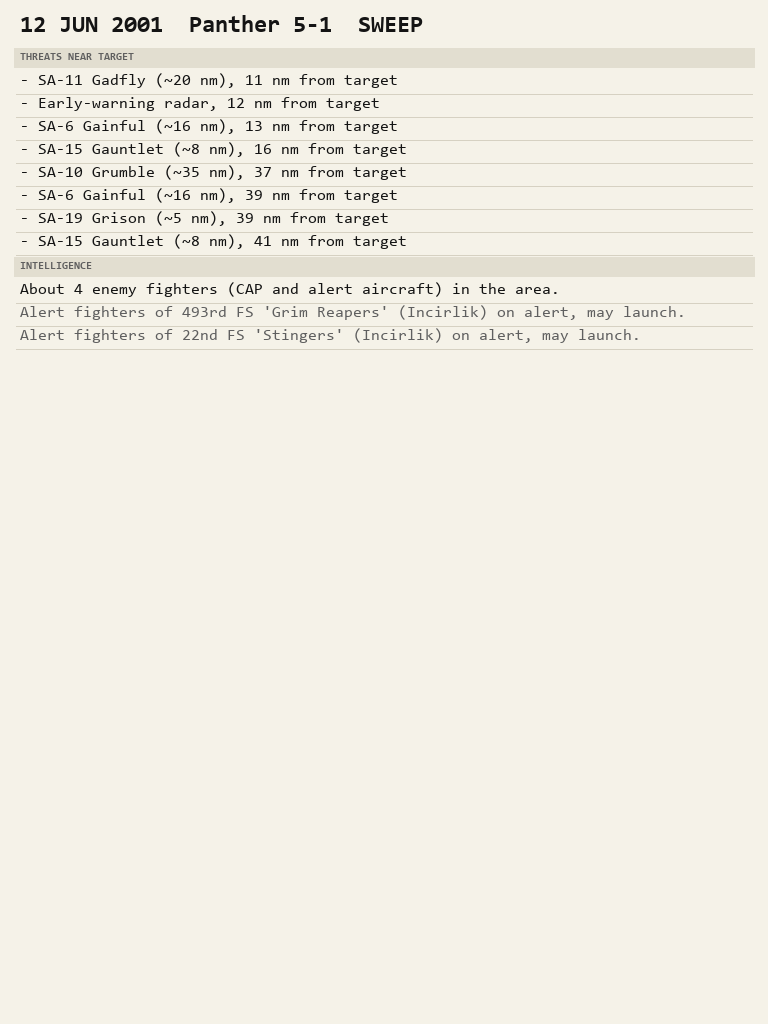 12 JUN 2001  Panther 5-1  SWEEP
THREATS NEAR TARGET
- SA-11 Gadfly (~20 nm), 11 nm from target
- Early-warning radar, 12 nm from target
- SA-6 Gainful (~16 nm), 13 nm from target
- SA-15 Gauntlet (~8 nm), 16 nm from target
- SA-10 Grumble (~35 nm), 37 nm from target
- SA-6 Gainful (~16 nm), 39 nm from target
- SA-19 Grison (~5 nm), 39 nm from target
- SA-15 Gauntlet (~8 nm), 41 nm from target
INTELLIGENCE
About 4 enemy fighters (CAP and alert aircraft) in the area.
Alert fighters of 493rd FS 'Grim Reapers' (Incirlik) on alert, may launch.
Alert fighters of 22nd FS 'Stingers' (Incirlik) on alert, may launch.